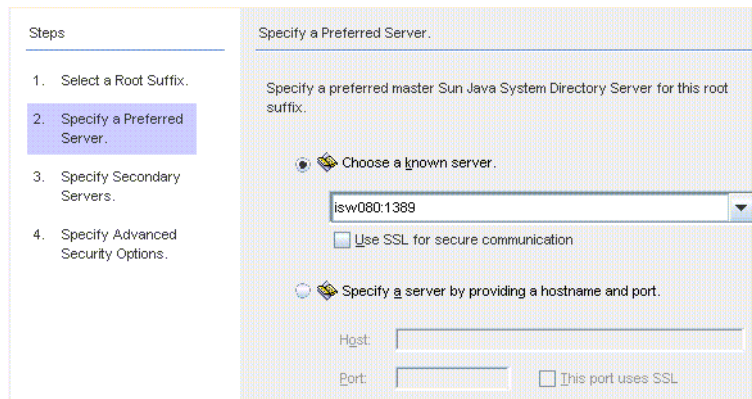 Steps
1. Select a Root Suffix.
2. Specify a Preferred
Server.
3. Specify Secondary
Servers.
4. Specify Advanced
Security Options.
Specify a Preferred Server.
Specify a preferred master Sun Java System Directory Server for this root
suffix.
Choose a known server.
isw080:1389
Use SSL for secure communication
Specify a server by providing a hostname and port.
Host:
Port:
This port uses SSL